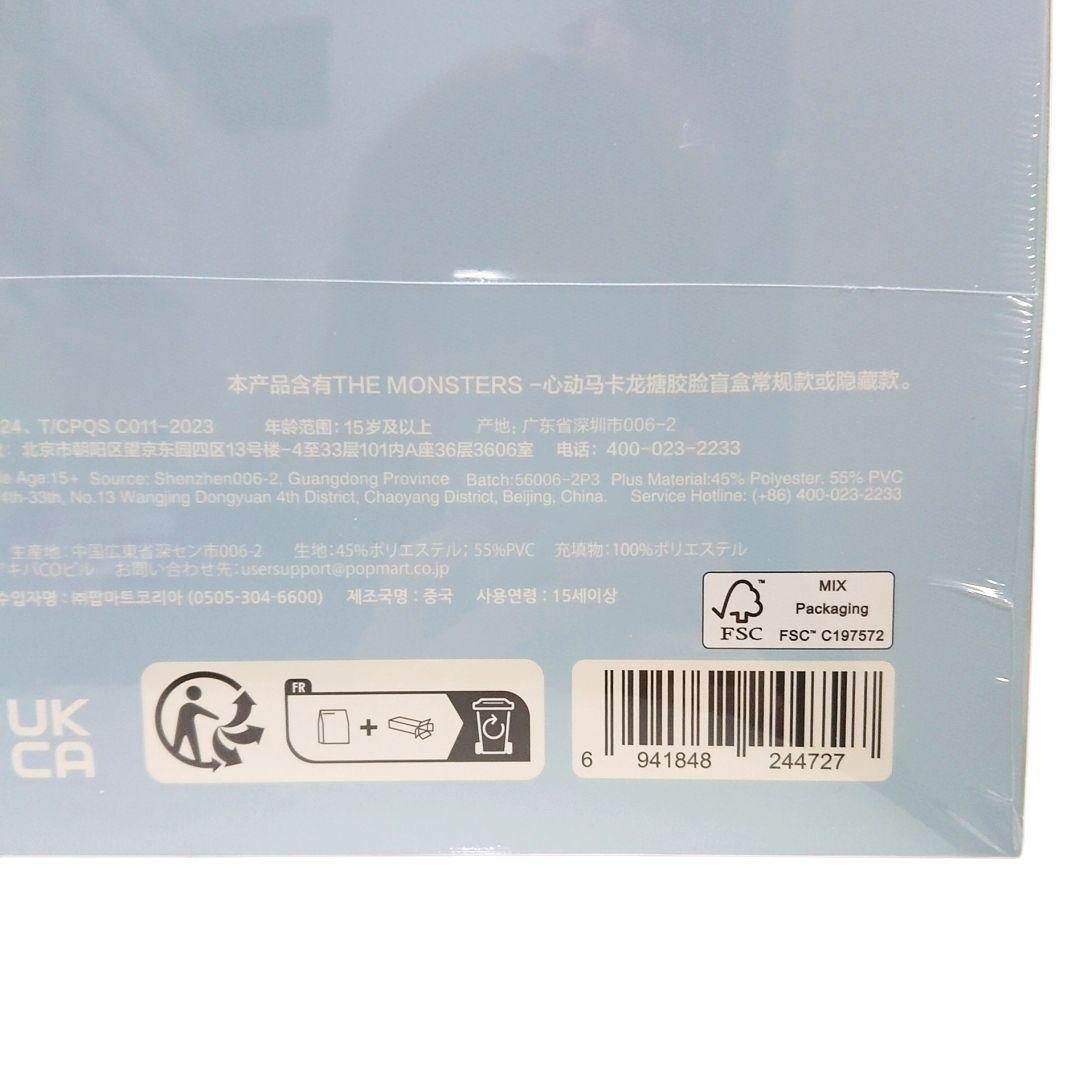 本产品含有THE MONSTERS -心动马卡龙搪胶脸盲盒常规款或隐藏款。
24、T/CPQS C011-2023 年龄范围: 15岁及以上 产地: 广东省深圳市006-2
: 北京市朝阳区望京东园四区13号楼-4至33层101内A座36层3606室 电话: 400-023-2233
Age:15+ Source: Shenzhen006-2, Guangdong Province Batch:56006-2P3 Plus Material:45% Polyester, 55% PVC
4th-33th, No.13 Wangjing Dongyuan 4th District, Chaoyang District, Beijing, China. Service Hotline: (+86) 400-023-2233
生産地: 中国広東省深セン市006-2 生地: 45%ポリエステル; 55%PVC 充填物: 100%ポリエステル
キバCOビル お問い合わせ先: usersupport@popmart.co.jp
수입자명 : ㈜팝마트코리아 (0505-304-6600) 제조국명 : 중국 사용연령 : 15세이상
MIX
Packaging
FSC™ C197572
FSC
UK
CA
FR
6 941848 244727